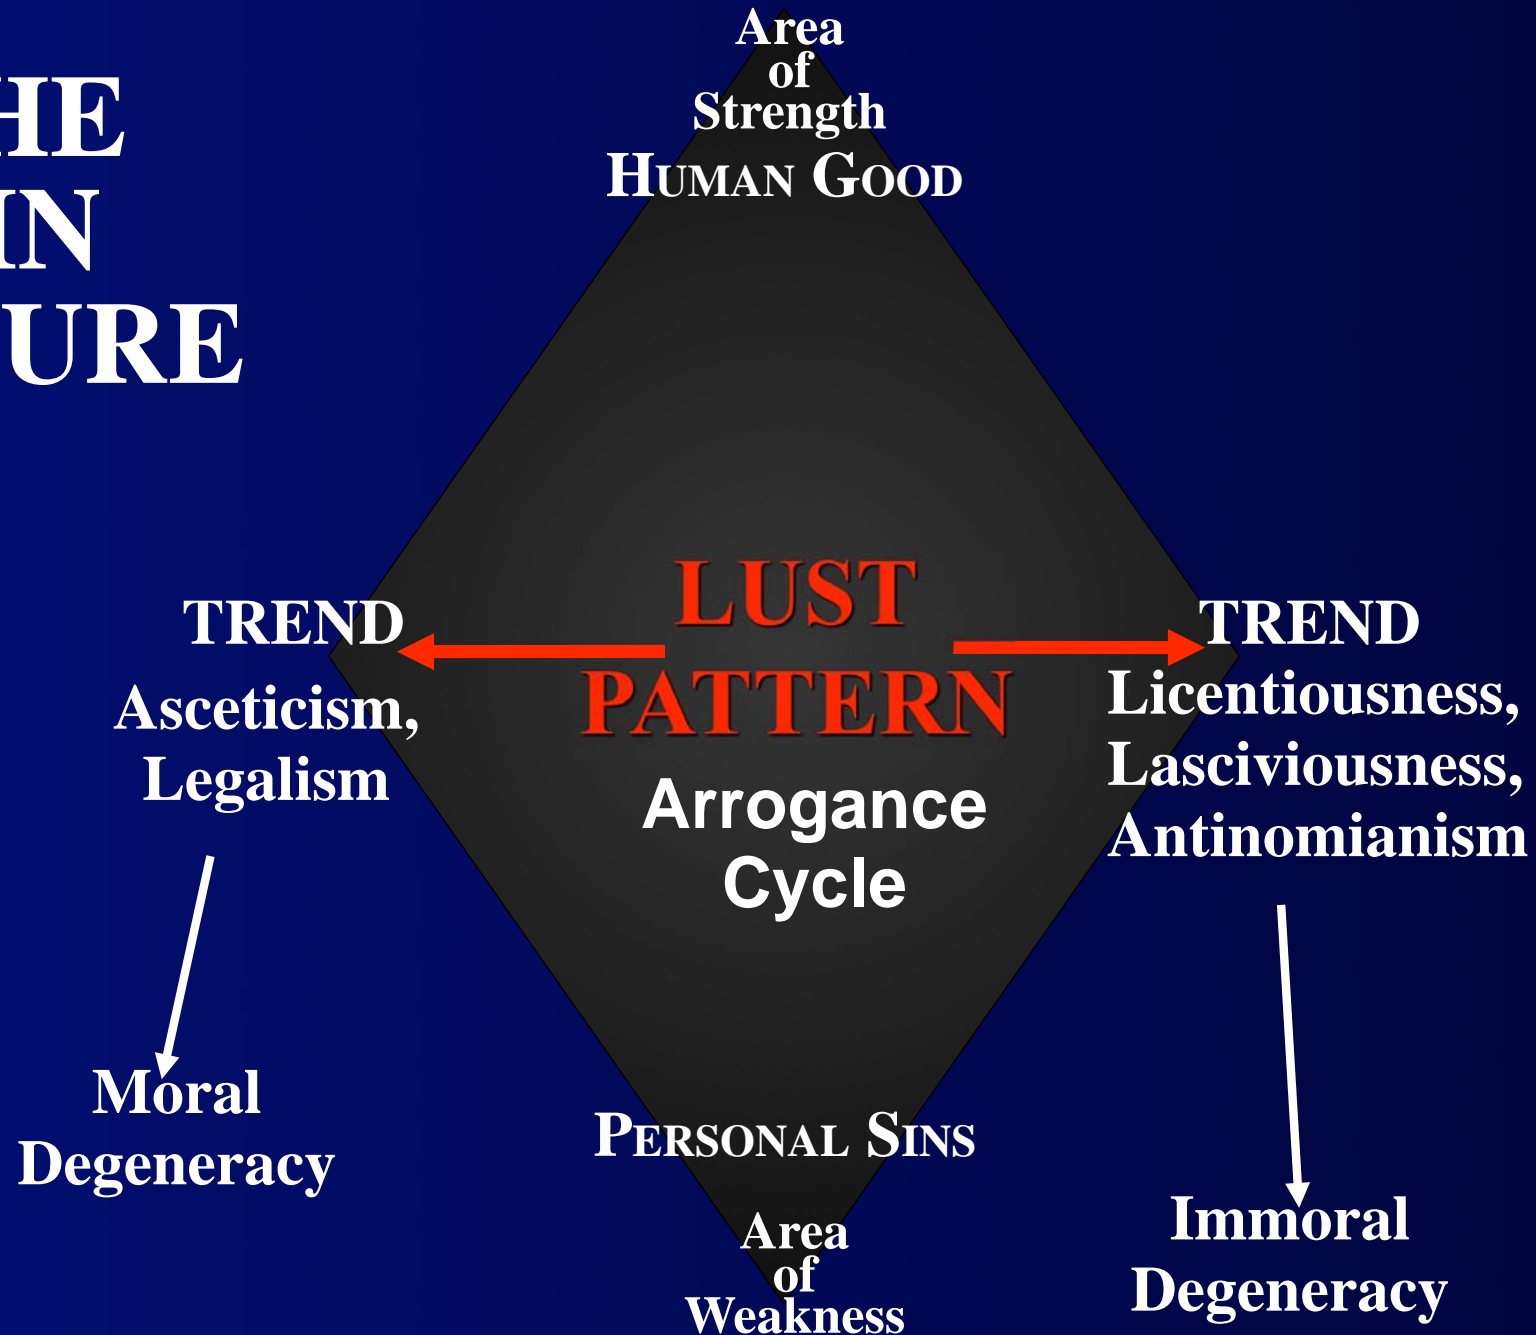 HE
IN
URE
Area
of
Strength
HUMAN GOOD
LUST
PATTERN
Arrogance
Cycle
TREND
Asceticism,
Legalism
Moral
Degeneracy
TREND
Licentiousness,
Lasciviousness,
Antinomianism
Immoral
Degeneracy
PERSONAL SINS
Area
of
Weakness